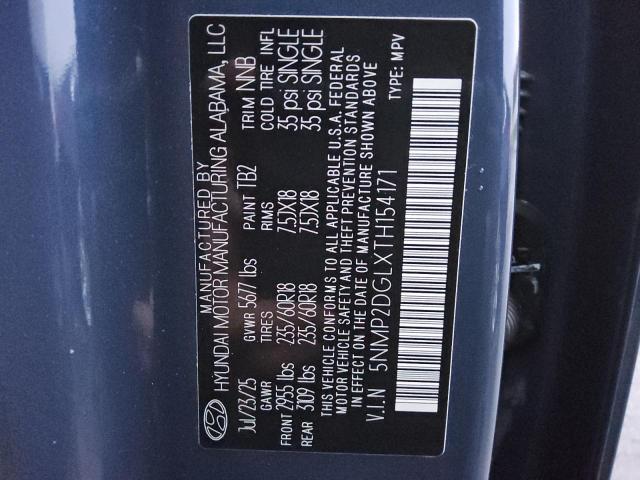 MANUFACTURED BY
HYUNDAI MOTOR MANUFACTURING ALABAMA, LLC
Jul/23/25 GVWR 5677 lbs PAINT TB2 TRIM NNB
GAWR TIRES RIMS COLD TIRE INFL
FRONT 2955 lbs 235/60R18 7.5JX18 35 psi SINGLE
REAR 3109 lbs 235/60R18 7.5JX18 35 psi SINGLE
THIS VEHICLE CONFORMS TO ALL APPLICABLE U.S.A. FEDERAL
MOTOR VEHICLE SAFETY AND THEFT PREVENTION STANDARDS
IN EFFECT ON THE DATE OF MANUFACTURE SHOWN ABOVE
V.I.N 5NMP2DGLXTH154171 TYPE: MPV